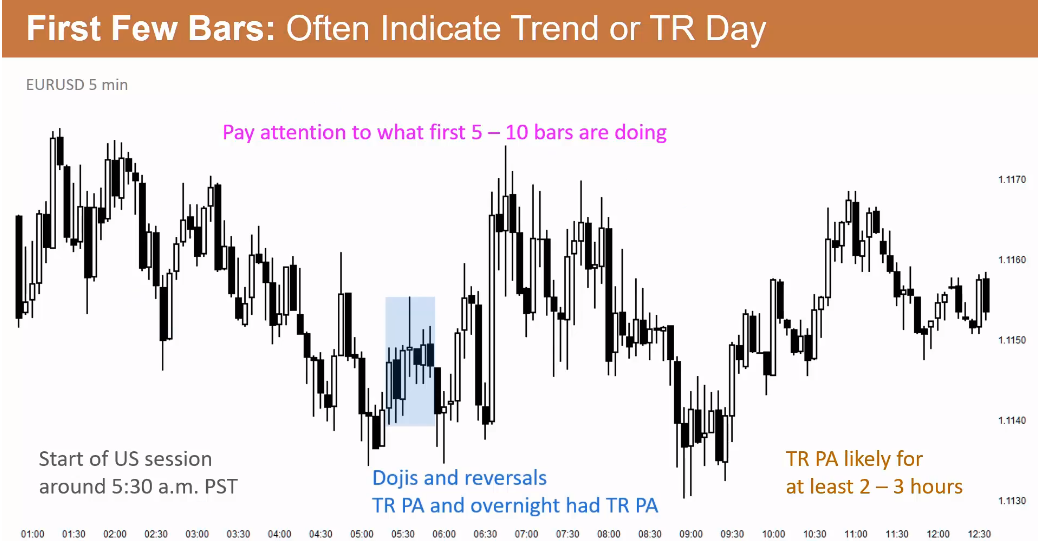 First Few Bars: Often Indicate Trend or TR Day
EURUSD 5 min
Pay attention to what first 5 – 10 bars are doing
1.1170
1.1160
1.1150
1.1140
1.1130
Start of US session
around 5:30 a.m. PST
Dojis and reversals
TR PA and overnight had TR PA
TR PA likely for
at least 2 – 3 hours
01:00 01:30 02:00 02:30 03:00 03:30 04:00 04:30 05:00 05:30 06:00 06:30 07:00 07:30 08:00 08:30 09:00 09:30 10:00 10:30 11:00 11:30 12:00 12:30